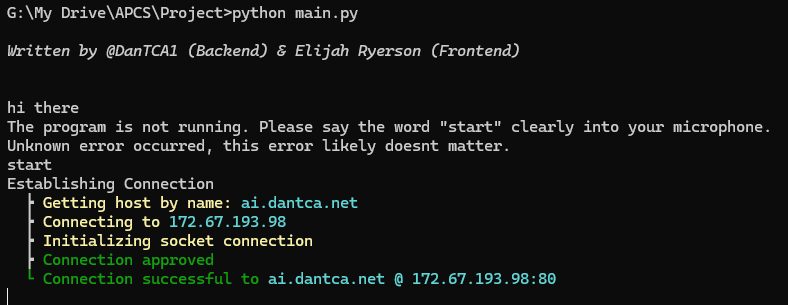 G:\My Drive\APCS\Project>python main.py
Written by @DanTCA1 (Backend) & Elijah Ryerson (Frontend)
hi there
The program is not running. Please say the word "start" clearly into your microphone.
Unknown error occurred, this error likely doesnt matter.
start
Establishing Connection
Getting host by name: ai.dantca.net
Connecting to 172.67.193.98
Initializing socket connection
Connection approved
Connection successful to ai.dantca.net @ 172.67.193.98:80